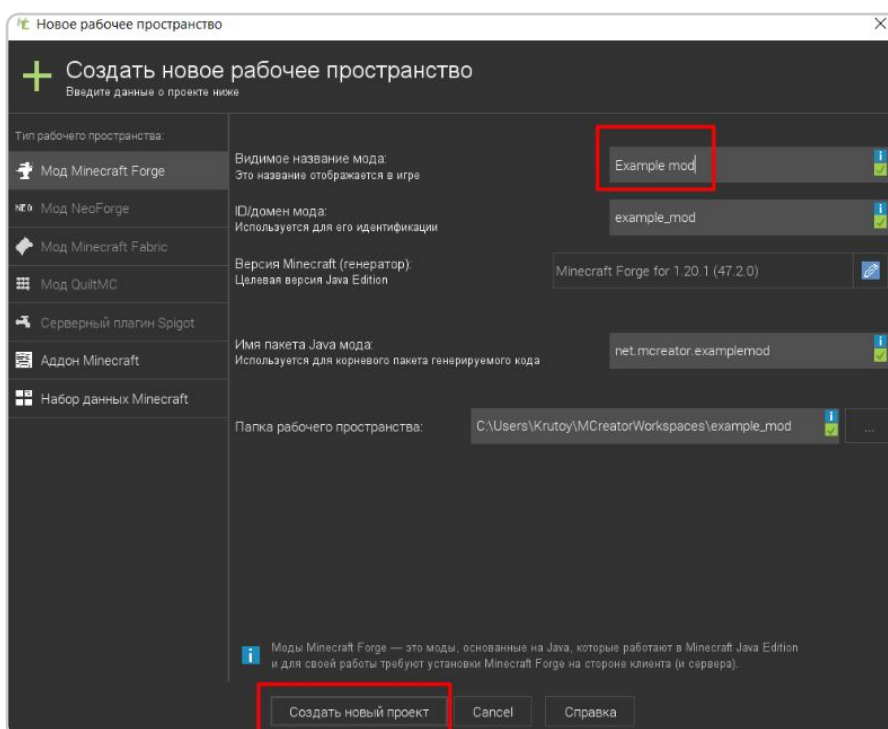 Новое рабочее пространство
Создать новое рабочее пространство
Введите данные о проекте ниже
Тип рабочего пространства:
Мод Minecraft Forge
NEO Мод NeoForge
Мод Minecraft Fabric
Мод QuiltMC
Серверный плагин Spigot
Аддон Minecraft
Набор данных Minecraft
Видимое название мода:
Это название отображается в игре
Example mod
ID/домен мода:
Используется для его идентификации
example_mod
Версия Minecraft (генератор):
Целевая версия Java Edition
Minecraft Forge for 1.20.1 (47.2.0)
Имя пакета Java мода:
Используется для корневого пакета генерируемого кода
net.mcreator.examplemod
Папка рабочего пространства:
C:\Users\Krutoy\MCreatorWorkspaces\example_mod
...
Моды Minecraft Forge — это моды, основанные на Java, которые работают в Minecraft Java Edition
и для своей работы требуют установки Minecraft Forge на стороне клиента (и сервера).
Создать новый проект
Cancel
Справка